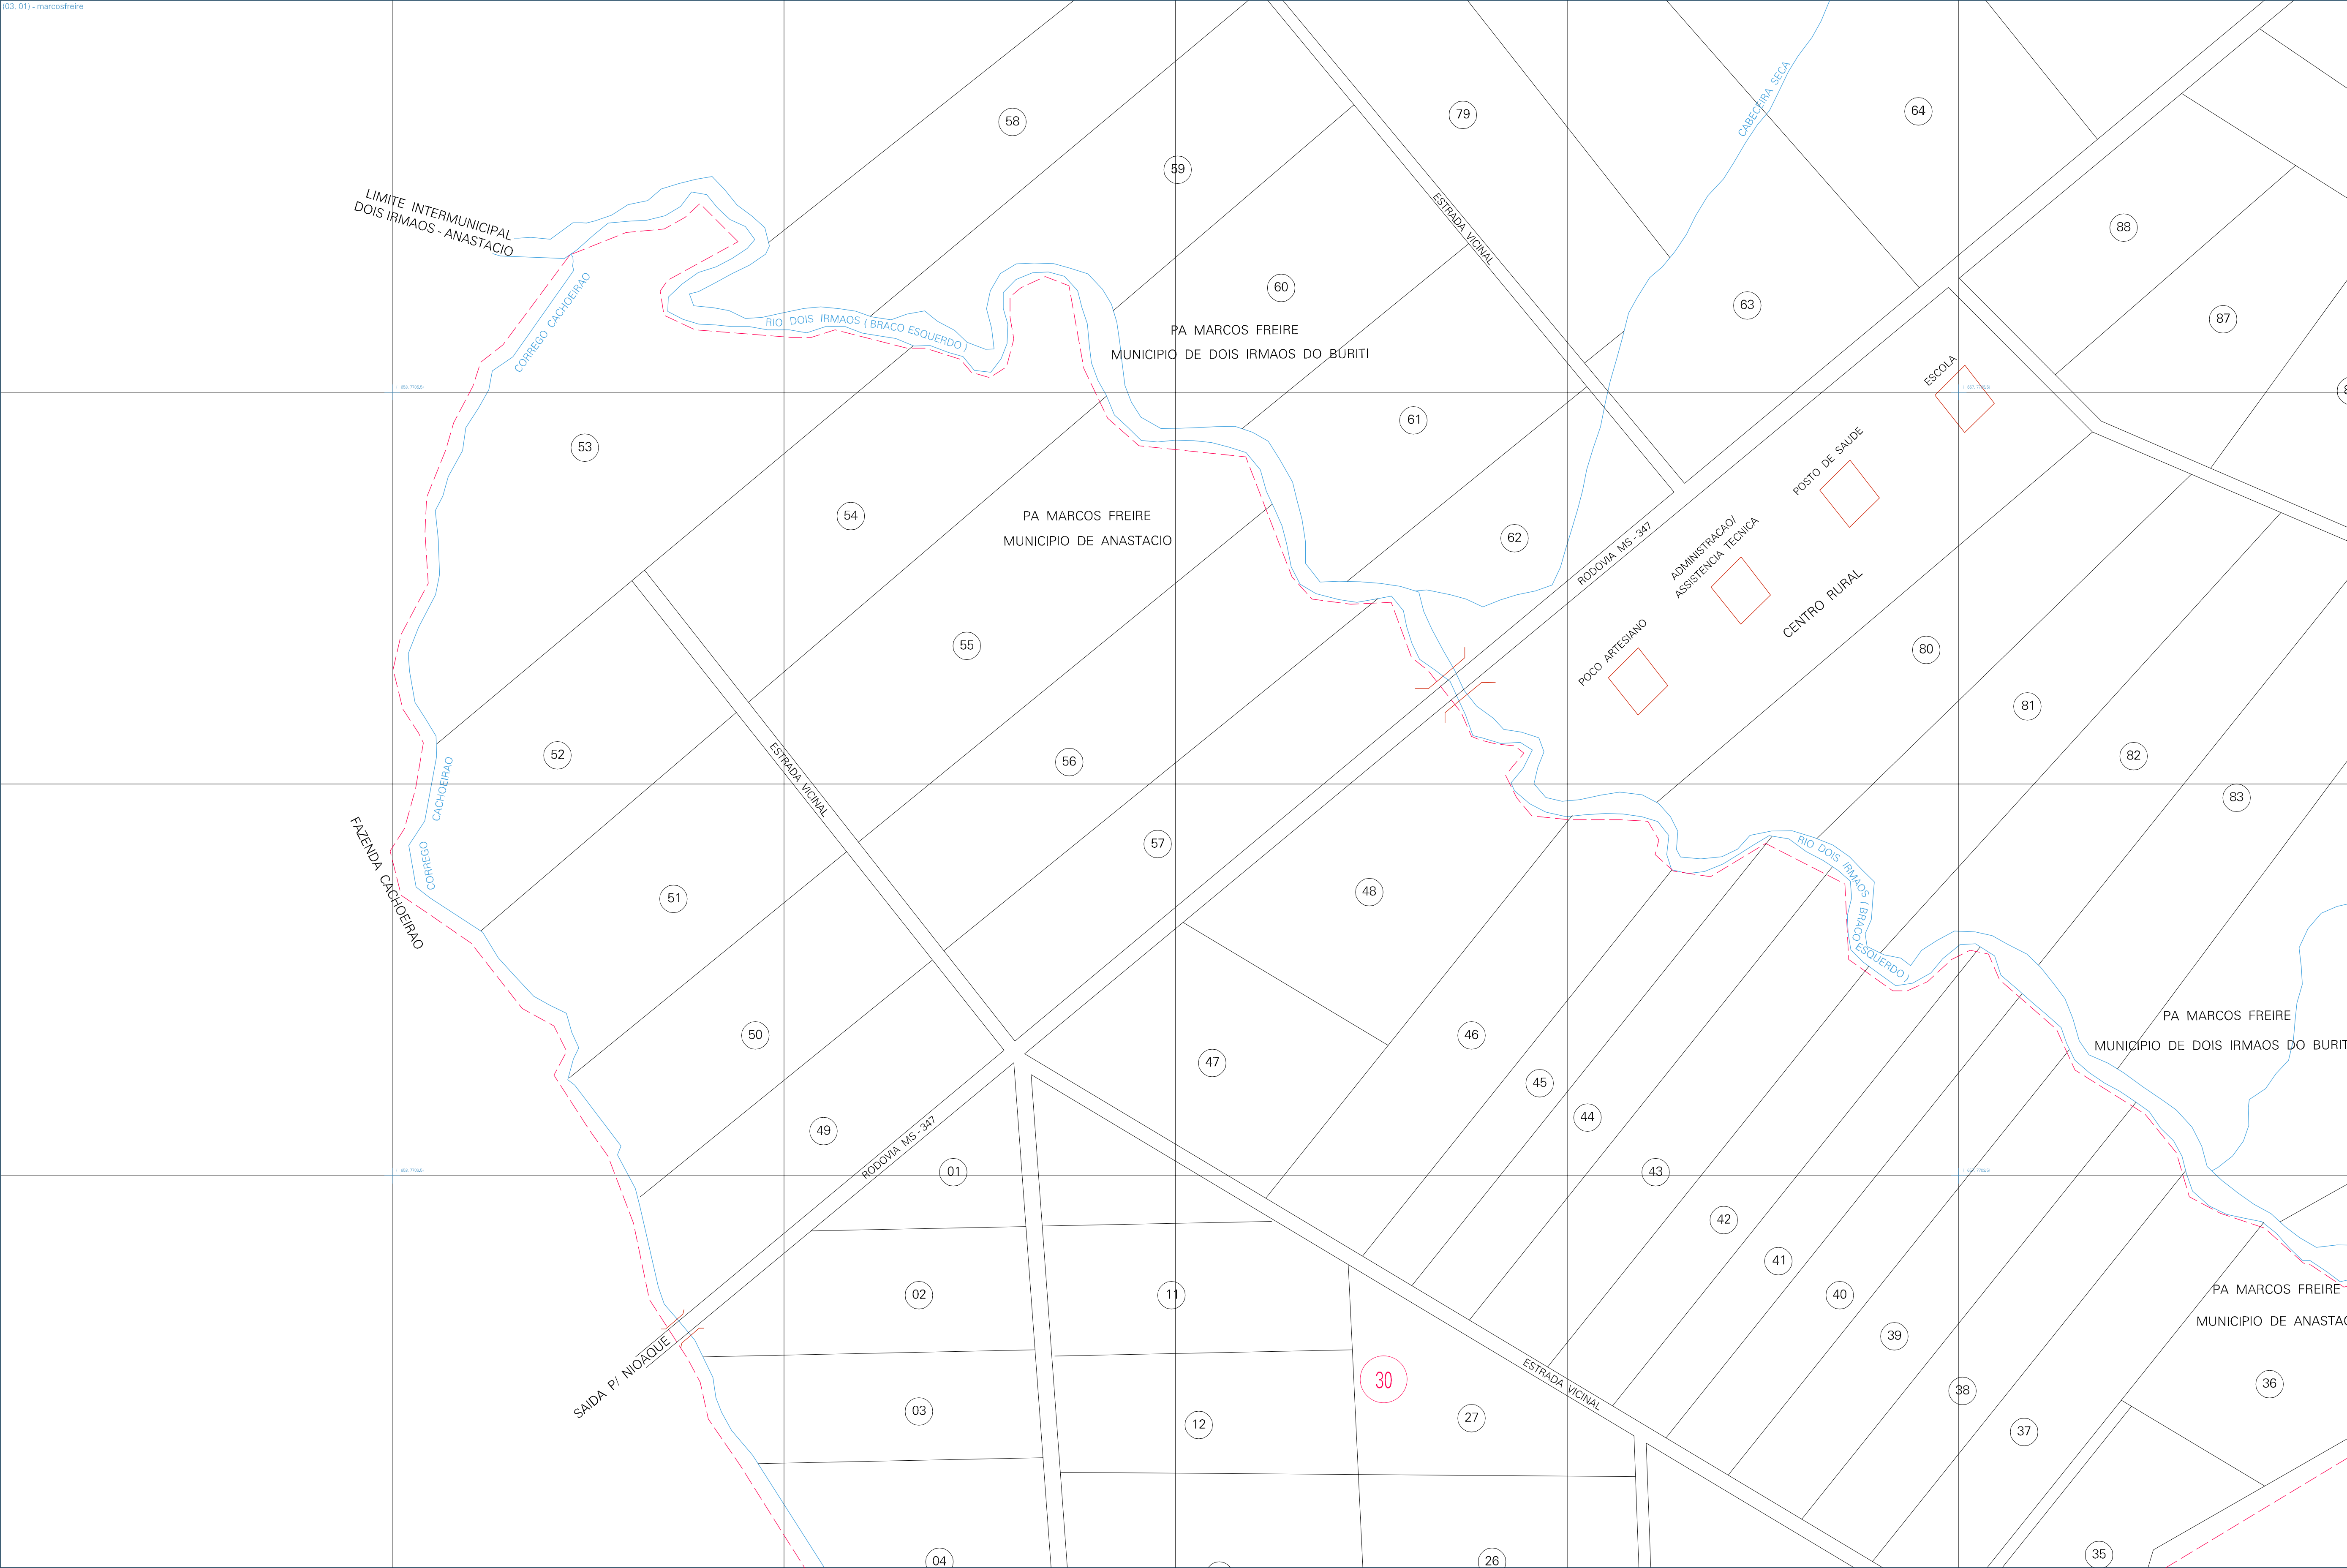 (03, 01) - marcosfreire
LIMITE INTERMUNICIPAL
DOIS IRMAOS - ANASTACIO
CORREGO CACHOEIRAO
RIO DOIS IRMAOS ( BRACO ESQUERDO )
58
59
79
64
CABECEIRA SECA
ESTRADA VICINAL
60
PA MARCOS FREIRE
MUNICIPIO DE DOIS IRMAOS DO BURITI
63
88
87
61
62
53
54
PA MARCOS FREIRE
MUNICIPIO DE ANASTACIO
55
ESCOLA
POSTO DE SAUDE
ADMINISTRACAO/
ASSISTENCIA TECNICA
POCO ARTESIANO
CENTRO RURAL
RODOVIA MS - 347
80
81
82
83
52
ESTRADA VICINAL
56
57
CORREGO CACHOEIRAO
FAZENDA CACHOEIRAO
51
50
49
48
47
46
45
44
43
42
41
40
39
38
37
36
35
RIO DOIS IRMAOS ( BRACO ESQUERDO )
PA MARCOS FREIRE
MUNICIPIO DE DOIS IRMAOS DO BURIT
PA MARCOS FREIRE
MUNICIPIO DE ANASTAC
RODOVIA MS - 347
SAIDA P/ NIOAQUE
01
02
03
04
11
12
30
27
26
ESTRADA VICINAL